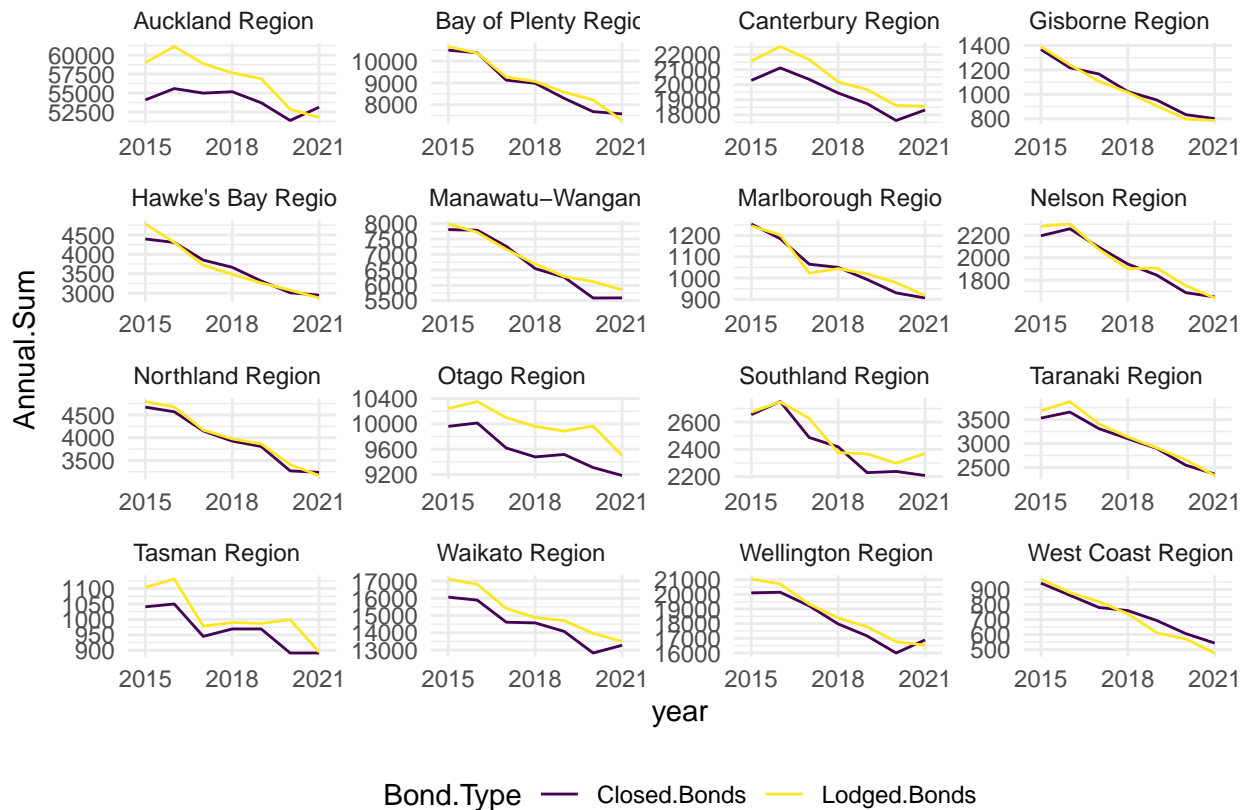 Auckland Region Bay of Plenty Regic Canterbury Region Gisborne Region
60000 57500 55000 52500 10000 9000 8000 22000 21000 20000 19000 18000 1400 1200 1000 800
2015 2018 2021 2015 2018 2021 2015 2018 2021 2015 2018 2021
Hawke's Bay Regio Manawatu−Wangan Marlborough Regio Nelson Region
4500 4000 3500 3000 8000 7500 7000 6500 6000 5500 1200 1100 1000 900 2200 2000 1800
2015 2018 2021 2015 2018 2021 2015 2018 2021 2015 2018 2021
Northland Region Otago Region Southland Region Taranaki Region
4500 4000 3500 10400 10000 9600 9200 2600 2400 2200 3500 3000 2500
2015 2018 2021 2015 2018 2021 2015 2018 2021 2015 2018 2021
Tasman Region Waikato Region Wellington Region West Coast Region
1100 1050 1000 950 900 17000 16000 15000 14000 13000 21000 20000 19000 18000 17000 16000 900 800 700 600 500
2015 2018 2021 2015 2018 2021 2015 2018 2021 2015 2018 2021
Annual.Sum
year
Bond.Type Closed.Bonds Lodged.Bonds